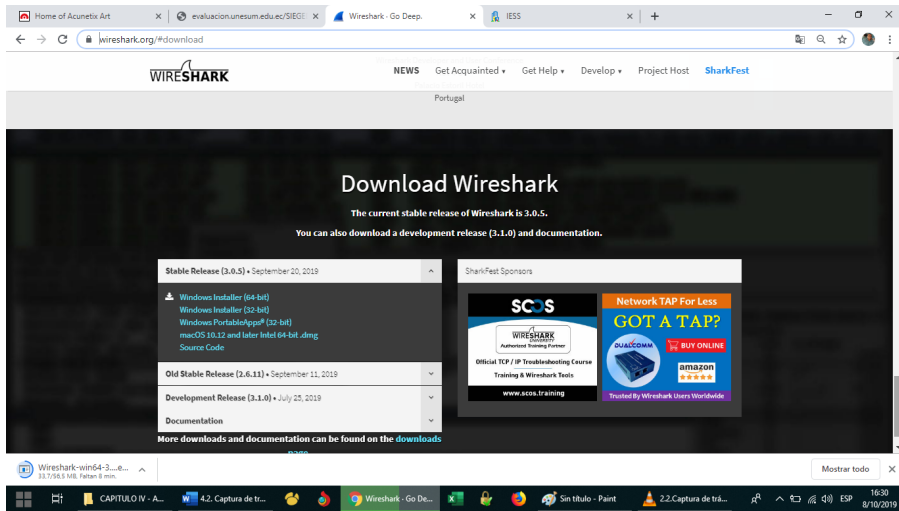 Home of Acunetix Art
evaluacion.unesum.edu.ec/SIEGE
Wireshark · Go Deep.
IESS
wireshark.org/#download
WIRESHARK
NEWS Get Acquainted Get Help Develop Project Host SharkFest
Portugal
Download Wireshark
The current stable release of Wireshark is 3.0.5.
You can also download a development release (3.1.0) and documentation.
Stable Release (3.0.5) • September 20, 2019
Windows Installer (64-bit)
Windows Installer (32-bit)
Windows PortableApps® (32-bit)
macOS 10.12 and later Intel 64-bit .dmg
Source Code
Old Stable Release (2.6.11) • September 11, 2019
Development Release (3.1.0) • July 25, 2019
Documentation
More downloads and documentation can be found on the downloads
page
SharkFest Sponsors
SCOS
WIRESHARK
UNIVERSITY
Authorized Training Partner
Official TCP / IP Troubleshooting Course
Training & Wireshark Tools
www.scos.training
Network TAP For Less
GOT A TAP?
DUALCOMM
BUY ONLINE
amazon
Trusted By Wireshark Users Worldwide
Wireshark-win64-3....e...
33.7/56.5 MB, Faltan 8 min.
Mostrar todo
CAPITULO IV - A...
4.2. Captura de tr...
Wireshark · Go De...
Sin título - Paint
2.2.Captura de trá...
ESP
16:30
8/10/2019